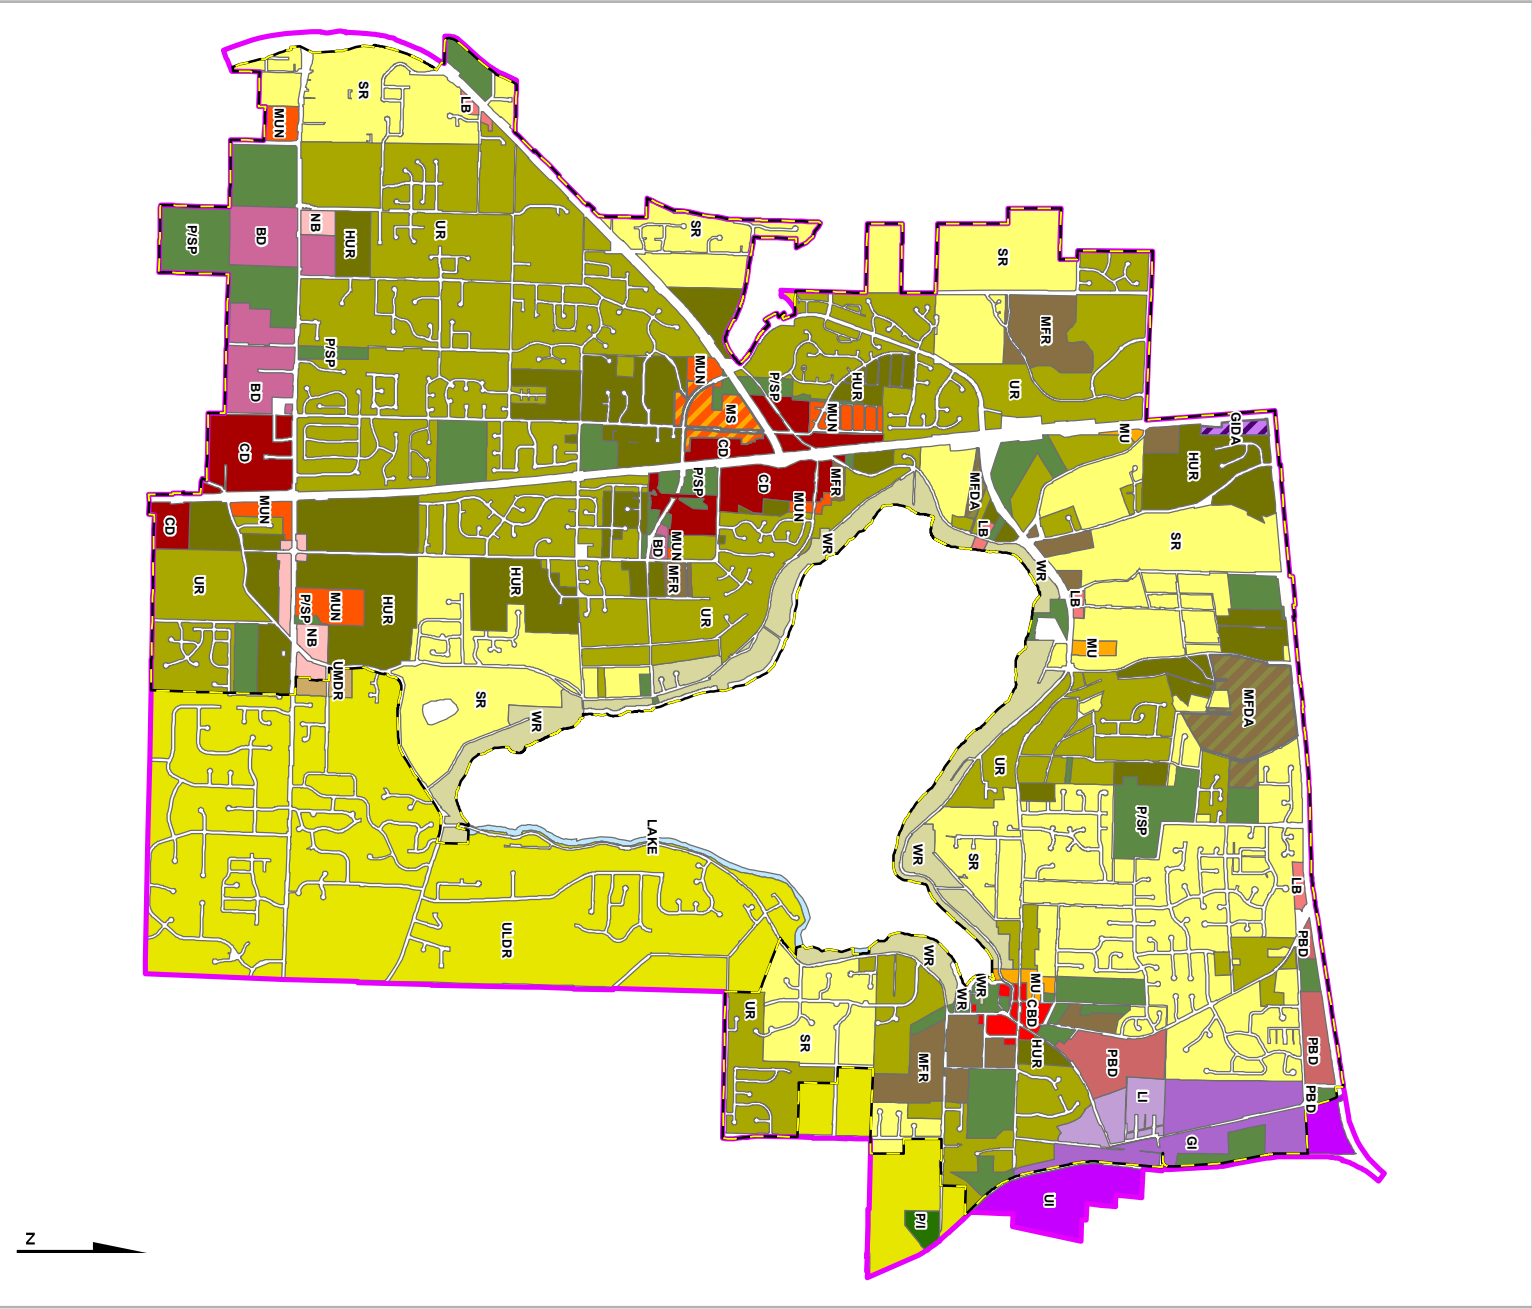 SR
LB
MUN
P/SP
BD
NB
HUR
UR
SR
SR
MFR
P/SP
BD
MUN
P/SP
HUR
UR
MS
MUN
MU
GIDA
CD
CD
P/SP
CD
MFR
MFDA
HUR
MUN
CD
MUN
LB
SR
WR
BD
MUN
MFR
WR
UR
HUR
P/SP
MUN
HUR
NB
UR
LB
MU
UMDR
SR
WR
MFDA
UR
P/SP
LAKE
WR
SR
LB
ULDR
PBD
WR
WR
WR
MU
CBD
UR
SR
MFR
HUR
PBD
PBD
LI
PBD
GI
UI
P/I
N